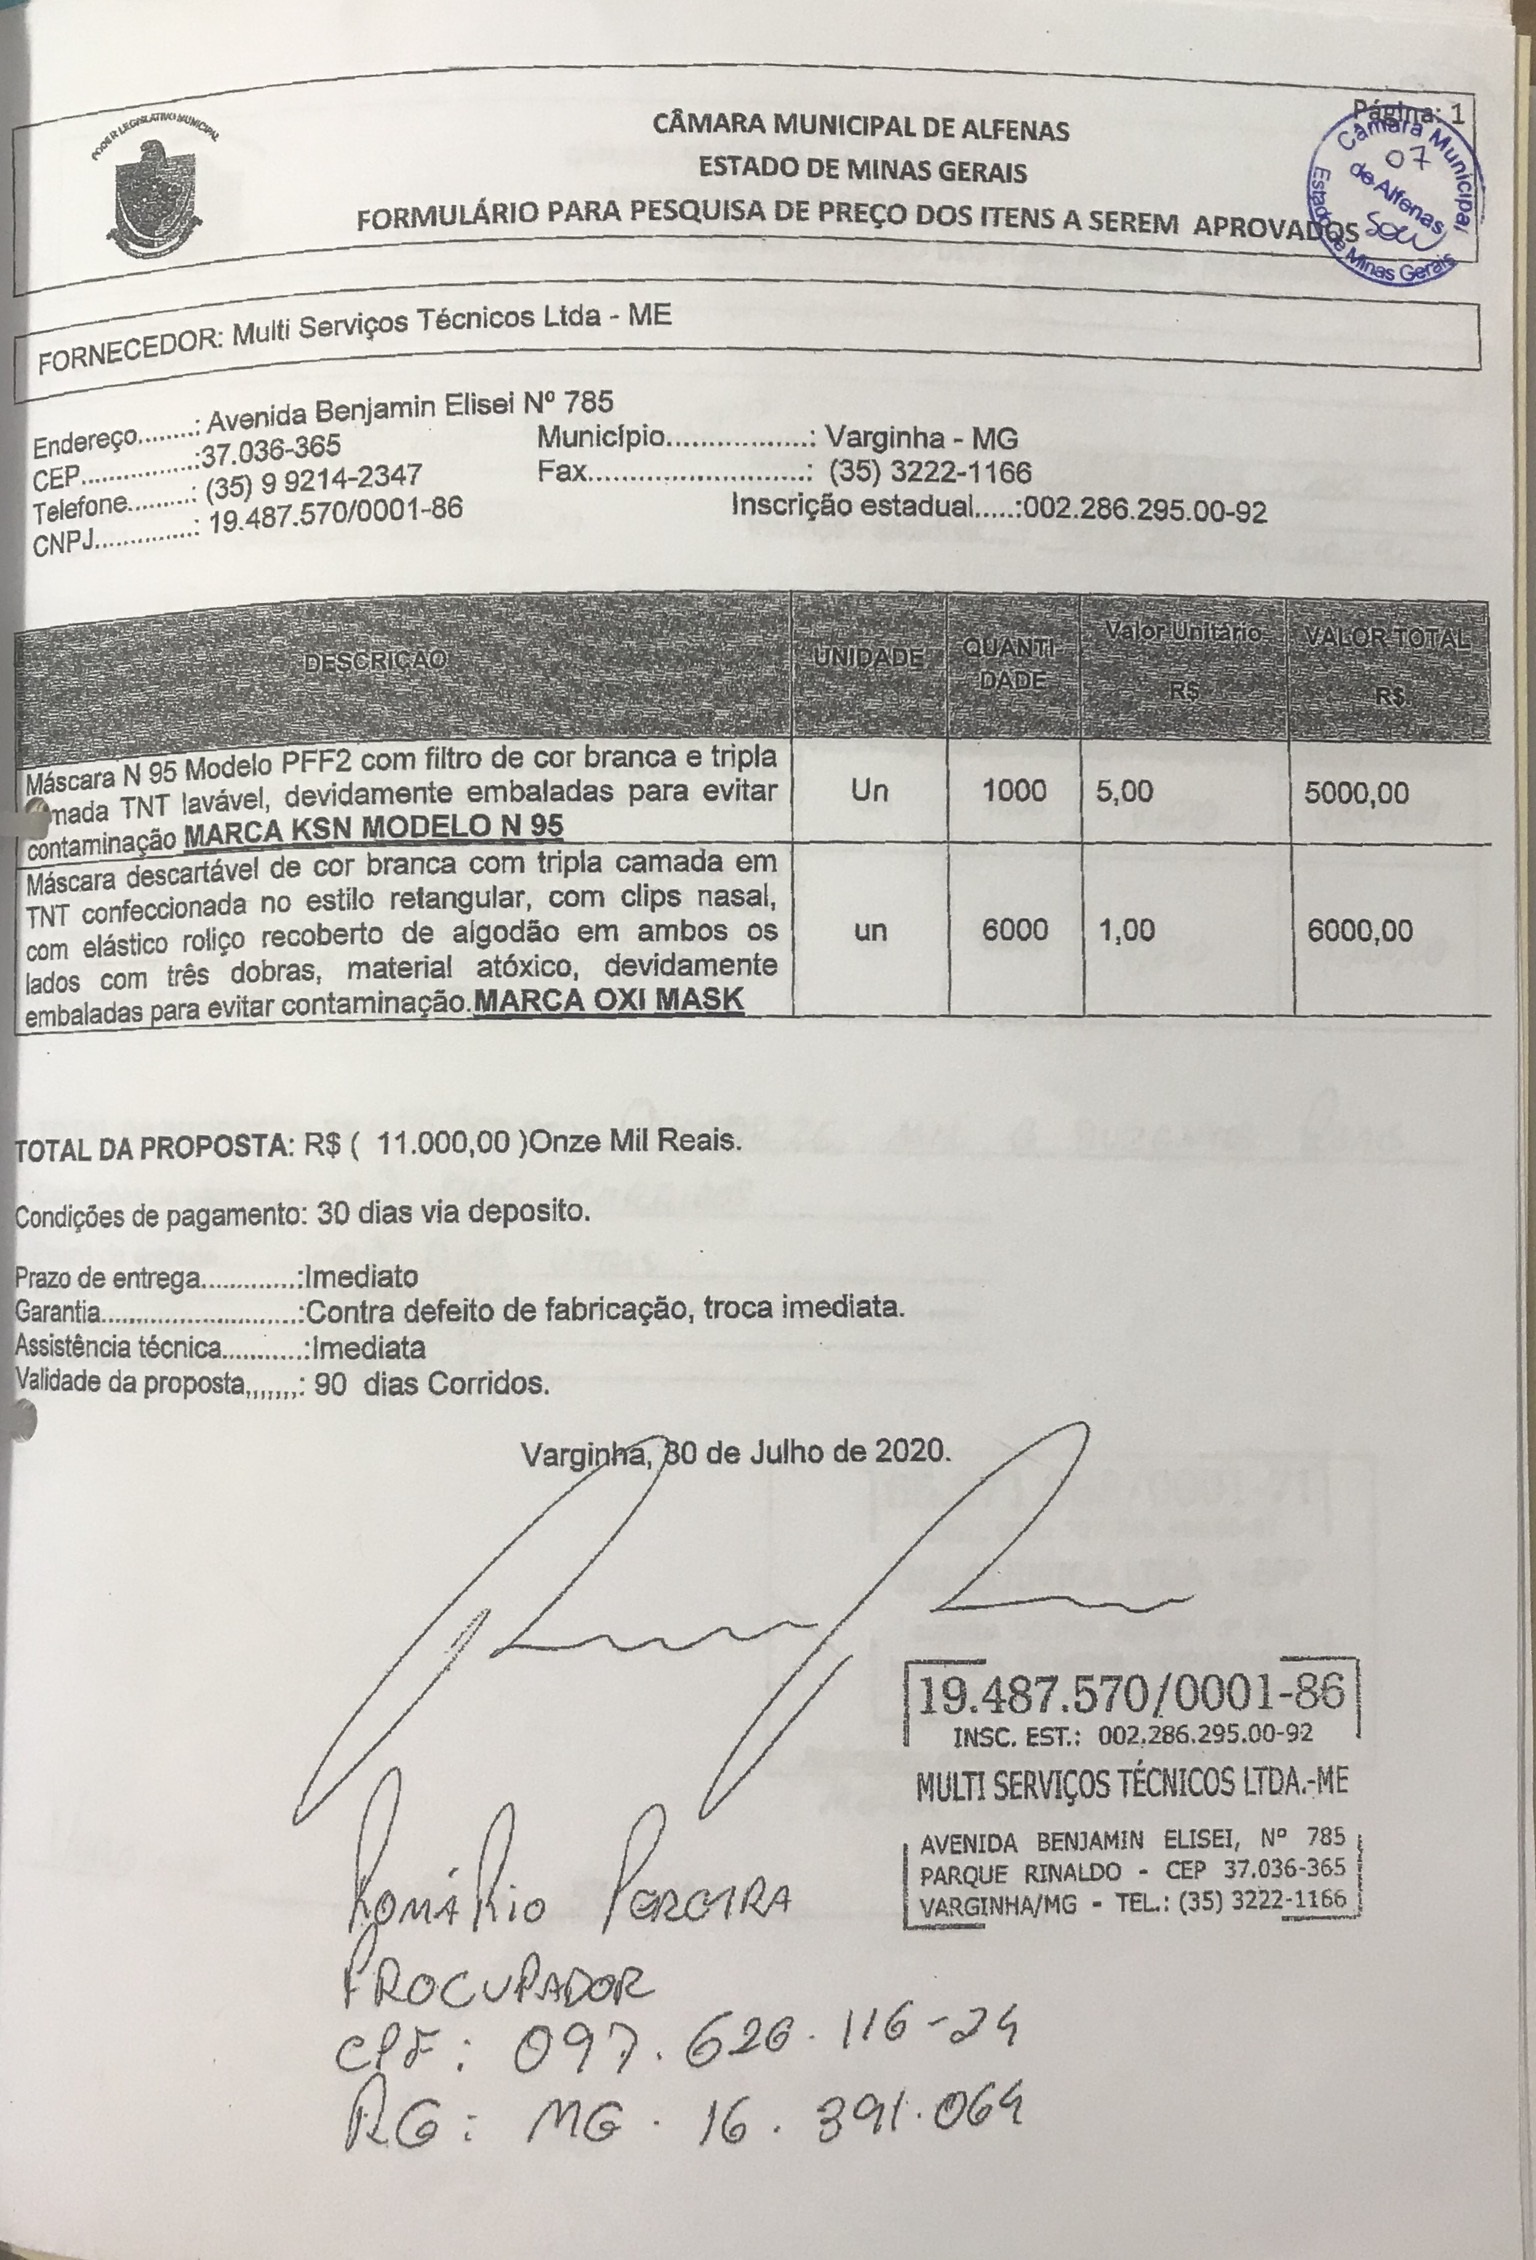 Página: 1
PODER LEGISLATIVO MUNICIPAL
CÂMARA MUNICIPAL DE ALFENAS
ESTADO DE MINAS GERAIS
FORMULÁRIO PARA PESQUISA DE PREÇO DOS ITENS A SEREM APROVADOS
Câmara Municipal
07
de Alfenas
Estado de Minas Gerais
FORNECEDOR: Multi Serviços Técnicos Ltda - ME
Endereço........: Avenida Benjamin Elisei Nº 785
CEP..............:37.036-365 Município.................: Varginha - MG
Telefone.........: (35) 9 9214-2347 Fax..........................: (35) 3222-1166
CNPJ..............: 19.487.570/0001-86 Inscrição estadual.....:002.286.295.00-92
DESCRIÇÃO UNIDADE QUANTI- Valor Unitário VALOR TOTAL
DADE R$ R$
Máscara N 95 Modelo PFF2 com filtro de cor branca e tripla
mada TNT lavável, devidamente embaladas para evitar Un 1000 5,00 5000,00
contaminação MARCA KSN MODELO N 95
Máscara descartável de cor branca com tripla camada em
TNT confeccionada no estilo retangular, com clips nasal,
com elástico roliço recoberto de algodão em ambos os un 6000 1,00 6000,00
lados com três dobras, material atóxico, devidamente
embaladas para evitar contaminação.MARCA OXI MASK
TOTAL DA PROPOSTA: R$ ( 11.000,00 )Onze Mil Reais.
Condições de pagamento: 30 dias via deposito.
Prazo de entrega.............:Imediato
Garantia...........................:Contra defeito de fabricação, troca imediata.
Assistência técnica............:Imediata
Validade da proposta,,,,,,,: 90 dias Corridos.
Varginha, 30 de Julho de 2020.
19.487.570/0001-86
INSC. EST.: 002.286.295.00-92
MULTI SERVIÇOS TÉCNICOS LTDA.-ME
AVENIDA BENJAMIN ELISEI, Nº 785
PARQUE RINALDO - CEP 37.036-365
VARGINHA/MG - TEL.: (35) 3222-1166
ROMÁRIO PEREIRA
PROCURADOR
CPF: 097.626.116-24
RG: MG. 16.391.064